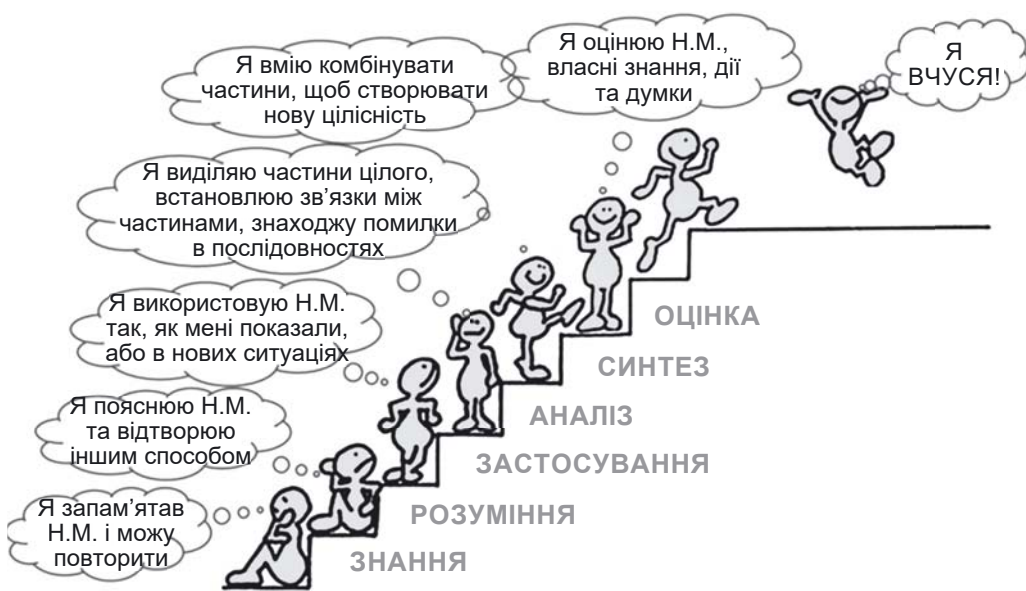 Я оцінюю Н.М.,
власні знання, дії
та думки
Я
ВЧУСЯ!
Я вмію комбінувати
частини, щоб створювати
нову цілісність
Я виділяю частини цілого,
встановлюю зв’язки між
частинами, знаходжу помилки
в послідовностях
Я використовую Н.М.
так, як мені показали,
або в нових ситуаціях
Я пояснюю Н.М.
та відтворюю
іншим способом
Я запам’ятав
Н.М. і можу
повторити
ОЦІНКА
СИНТЕЗ
АНАЛІЗ
ЗАСТОСУВАННЯ
РОЗУМІННЯ
ЗНАННЯ